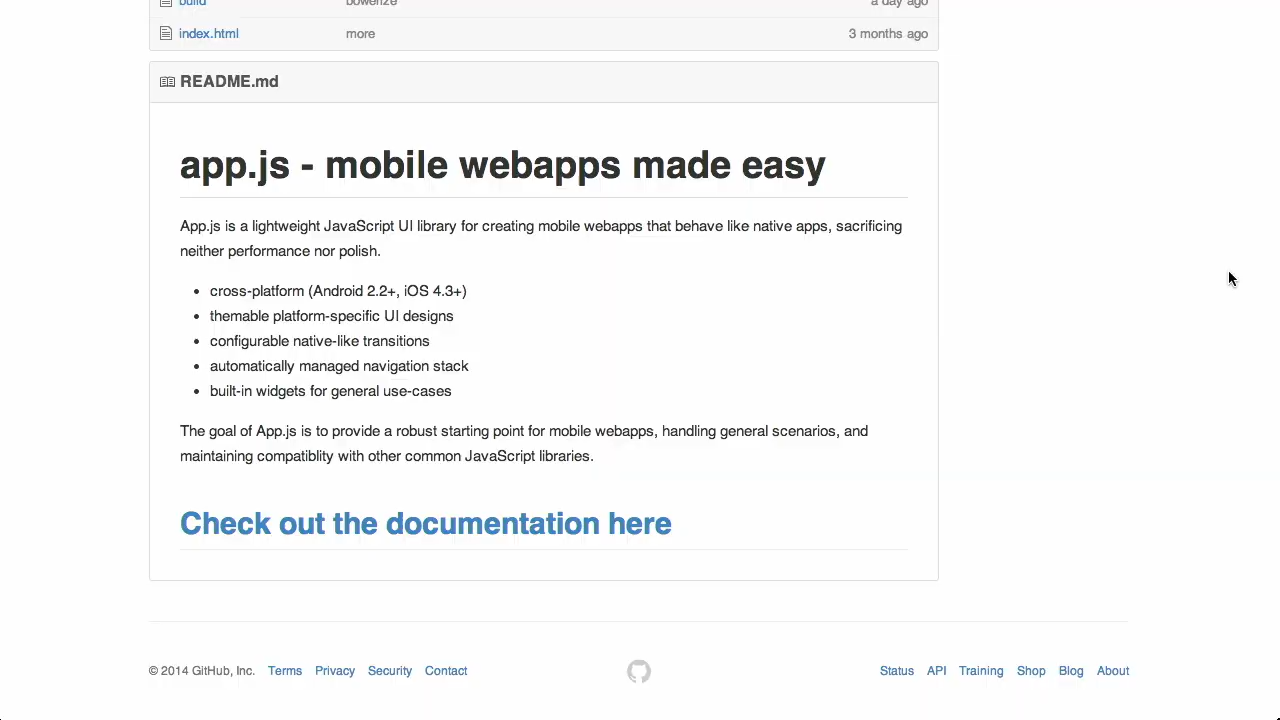 build bowerize a day ago
index.html more 3 months ago
README.md
app.js - mobile webapps made easy
App.js is a lightweight JavaScript UI library for creating mobile webapps that behave like native apps, sacrificing
neither performance nor polish.
• cross-platform (Android 2.2+, iOS 4.3+)
• themable platform-specific UI designs
• configurable native-like transitions
• automatically managed navigation stack
• built-in widgets for general use-cases
The goal of App.js is to provide a robust starting point for mobile webapps, handling general scenarios, and
maintaining compatiblity with other common JavaScript libraries.
Check out the documentation here
© 2014 GitHub, Inc. Terms Privacy Security Contact Status API Training Shop Blog About